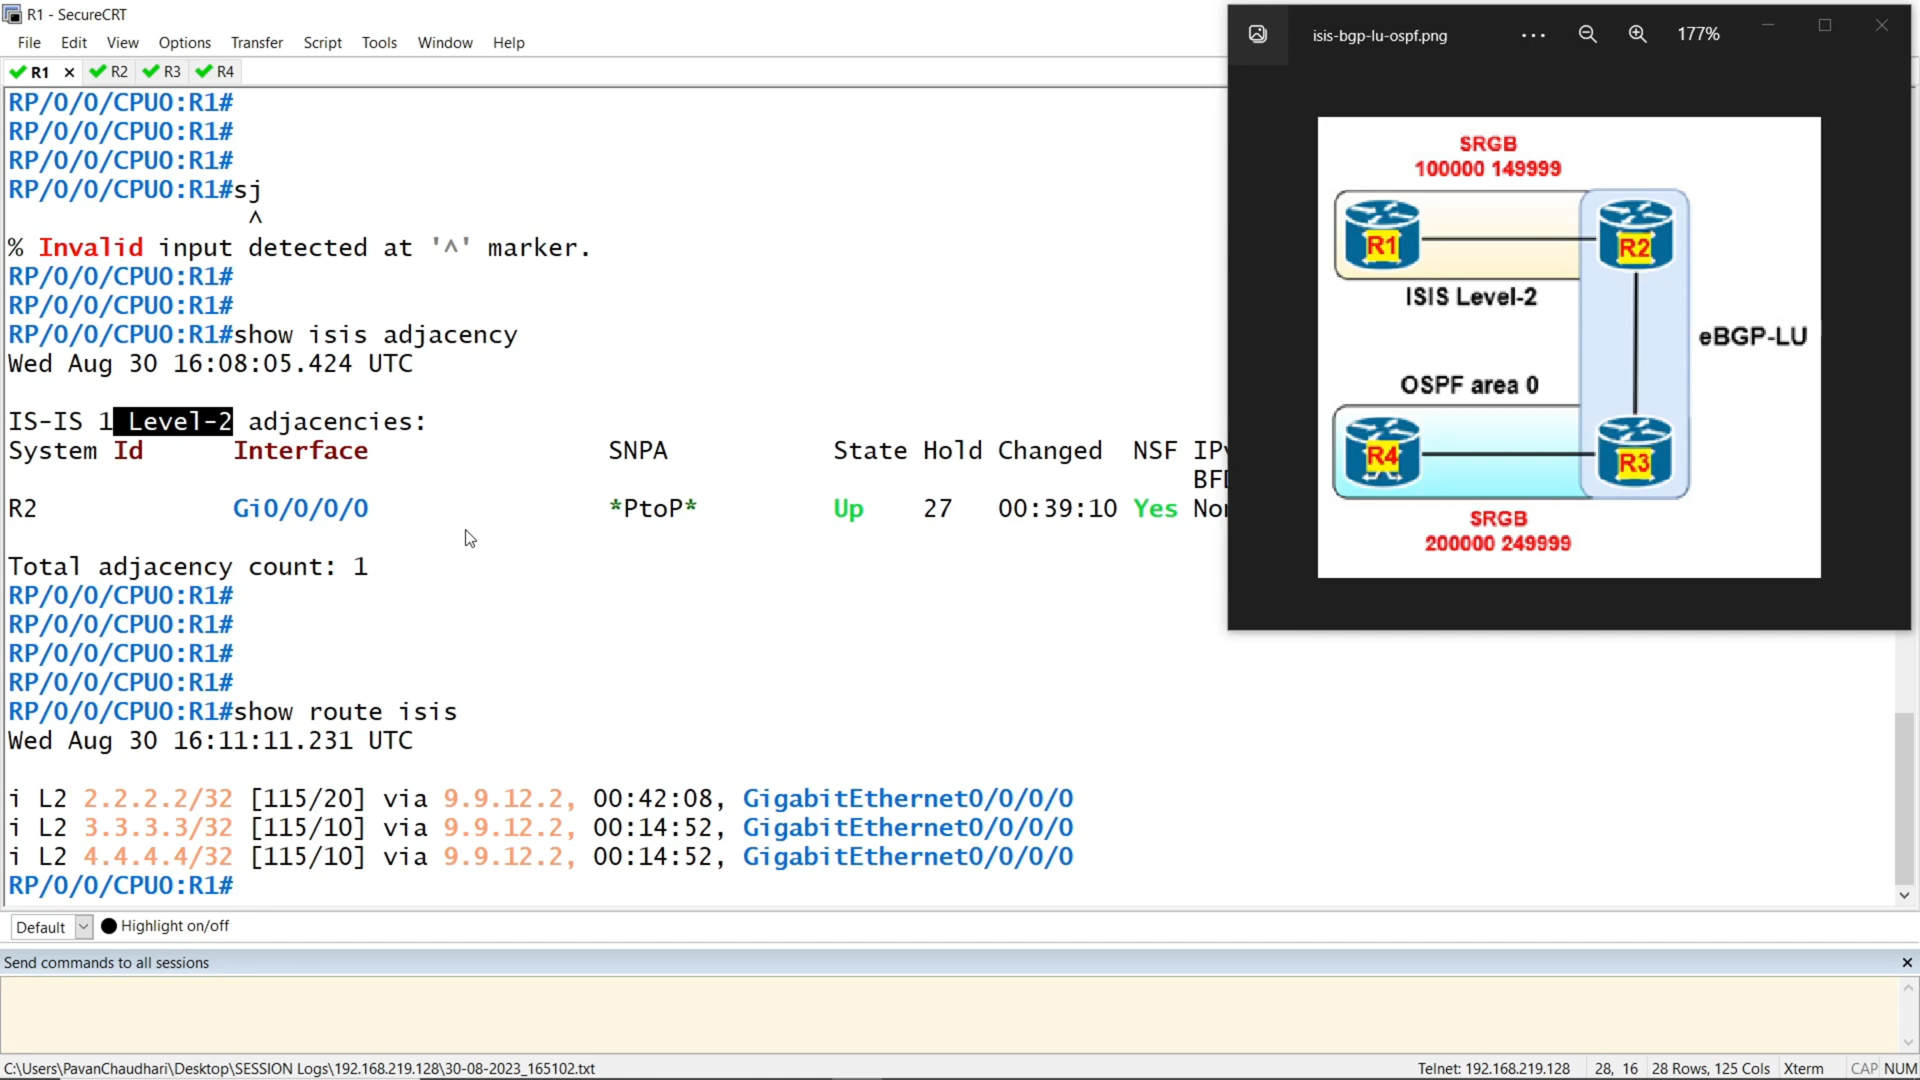 R1 - SecureCRT
File Edit View Options Transfer Script Tools Window Help
R1 × R2 R3 R4
RP/0/0/CPU0:R1#
RP/0/0/CPU0:R1#
RP/0/0/CPU0:R1#
RP/0/0/CPU0:R1#sj
^
% Invalid input detected at '^' marker.
RP/0/0/CPU0:R1#
RP/0/0/CPU0:R1#
RP/0/0/CPU0:R1#show isis adjacency
Wed Aug 30 16:08:05.424 UTC
IS-IS 1 Level-2 adjacencies:
System Id Interface SNPA State Hold Changed NSF
R2 Gi0/0/0/0 *PtoP* Up 27 00:39:10 Yes
Total adjacency count: 1
RP/0/0/CPU0:R1#
RP/0/0/CPU0:R1#
RP/0/0/CPU0:R1#
RP/0/0/CPU0:R1#
RP/0/0/CPU0:R1#show route isis
Wed Aug 30 16:11:11.231 UTC
i L2 2.2.2.2/32 [115/20] via 9.9.12.2, 00:42:08, GigabitEthernet0/0/0/0
i L2 3.3.3.3/32 [115/10] via 9.9.12.2, 00:14:52, GigabitEthernet0/0/0/0
i L2 4.4.4.4/32 [115/10] via 9.9.12.2, 00:14:52, GigabitEthernet0/0/0/0
RP/0/0/CPU0:R1#
isis-bgp-lu-ospf.png ... 177%
SRGB
100000 149999
R1 R2
ISIS Level-2
eBGP-LU
OSPF area 0
R4 R3
SRGB
200000 249999
Default Highlight on/off
Send commands to all sessions
C:\Users\PavanChaudhari\Desktop\SESSION Logs\192.168.219.128\30-08-2023_165102.txt Telnet: 192.168.219.128 28, 16 28 Rows, 125 Cols Xterm CAP NUM